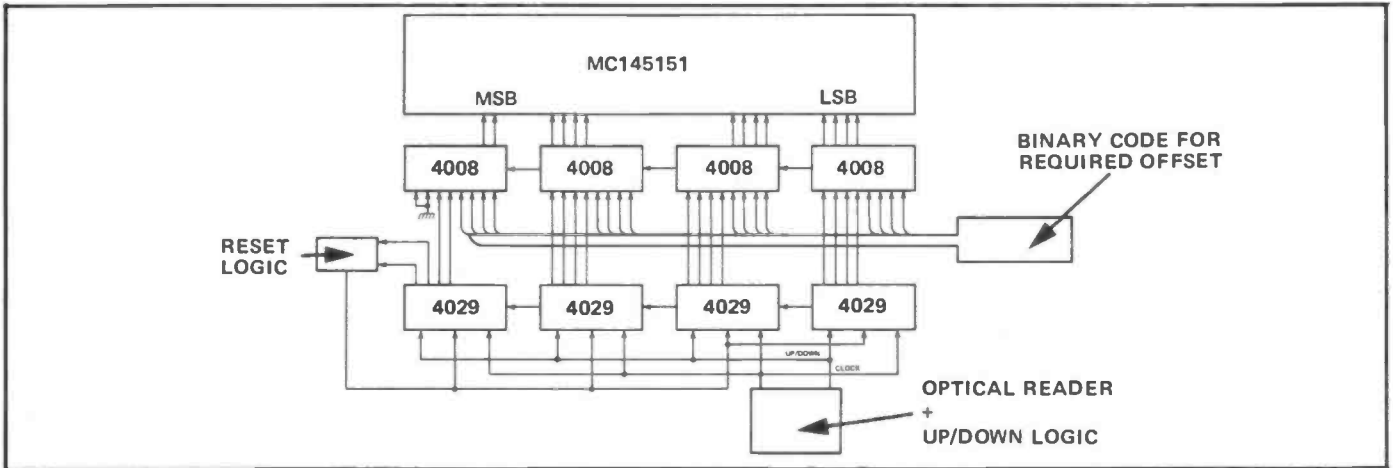 MC145151
MSB
LSB
4008
4008
4008
4008
BINARY CODE FOR
REQUIRED OFFSET
RESET
LOGIC
4029
4029
4029
4029
UP/DOWN
CLOCK
OPTICAL READER
+
UP/DOWN LOGIC